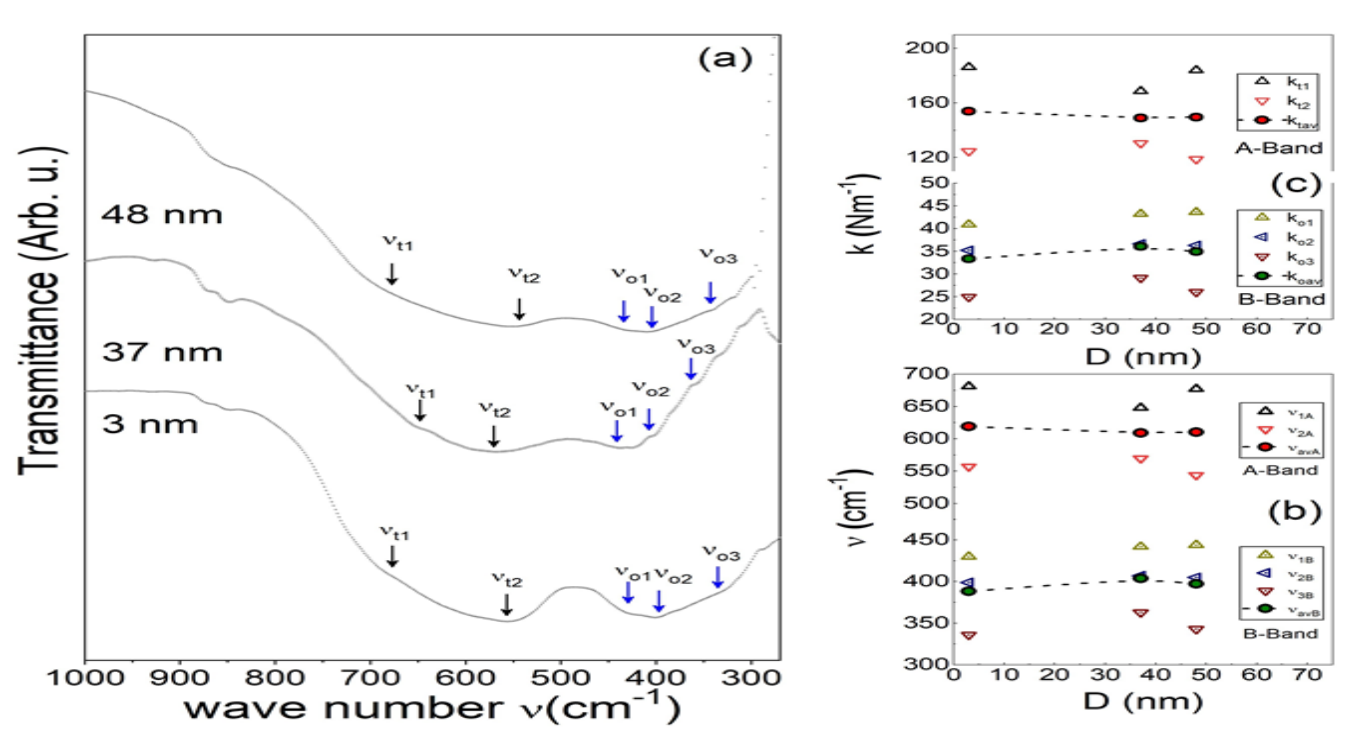 (a)
Transmittance (Arb. u.)
48 nm
37 nm
3 nm
νt1
νt2
νo1
νo2
νo3
νt1
νt2
νo1
νo2
νo3
νt1
νt2
νo1
νo2
νo3
1000 900 800 700 600 500 400 300
wave number ν(cm-1)
200
160
120
kt1
kt2
ktav
A-Band
(c)
k (Nm-1)
50
45
40
35
30
25
20
ko1
ko2
ko3
koav
B-Band
0 10 20 30 40 50 60 70
D (nm)
700
650
600
550
500
ν1A
ν2A
νavA
A-Band
(b)
ν(cm-1)
450
400
350
300
ν1B
ν2B
ν3B
νavB
B-Band
0 10 20 30 40 50 60 70
D (nm)